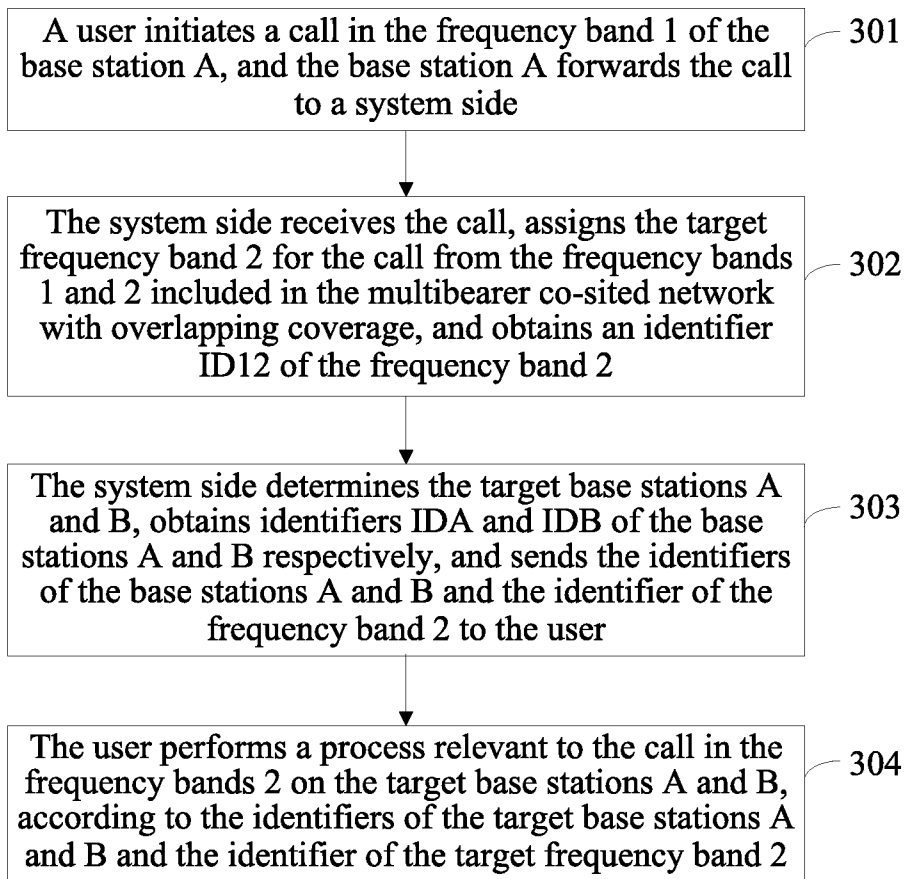 A user initiates a call in the frequency band 1 of the
base station A, and the base station A forwards the call
to a system side
301
The system side receives the call, assigns the target
frequency band 2 for the call from the frequency bands
1 and 2 included in the multibearer co-sited network
with overlapping coverage, and obtains an identifier
ID12 of the frequency band 2
302
The system side determines the target base stations A
and B, obtains identifiers IDA and IDB of the base
stations A and B respectively, and sends the identifiers
of the base stations A and B and the identifier of the
frequency band 2 to the user
303
The user performs a process relevant to the call in the
frequency bands 2 on the target base stations A and B,
according to the identifiers of the target base stations A
and B and the identifier of the target frequency band 2
304